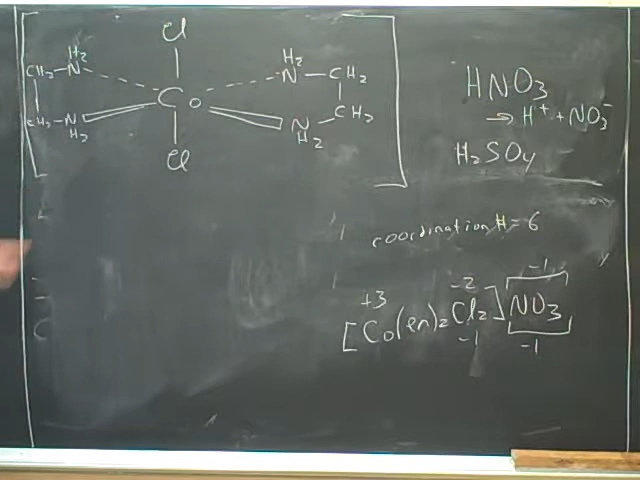 Cl
H2 H2
CH2-N N-CH2
Co
CH2-N N-CH2
H2 H2
Cl
HNO3
→ H+ + NO3-
H2SO4
coordination # = 6
+3 -2 -1
[Co(en)2Cl2]NO3
-1 -1